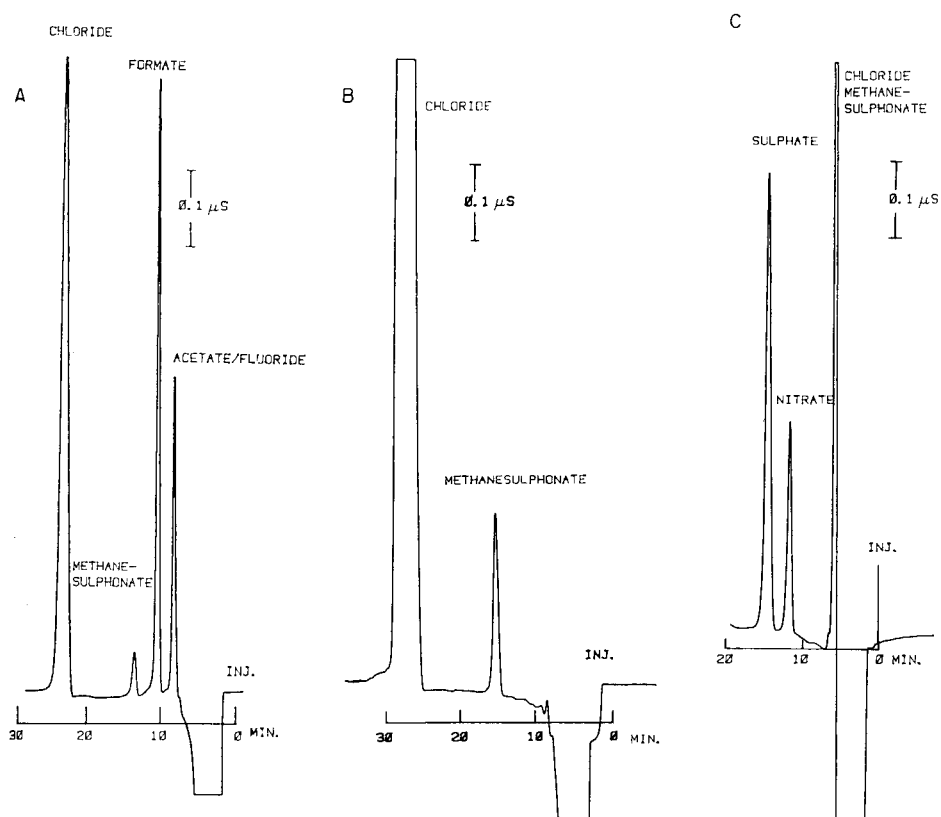 A
CHLORIDE
FORMATE
0.1 μS
ACETATE/FLUORIDE
METHANE-
SULPHONATE
INJ.
30 20 10 0 MIN.
B
CHLORIDE
0.1 μS
METHANESULPHONATE
INJ.
30 20 10 0 MIN.
C
CHLORIDE
METHANE-
SULPHONATE
SULPHATE
0.1 μS
NITRATE
INJ.
20 10 0 MIN.